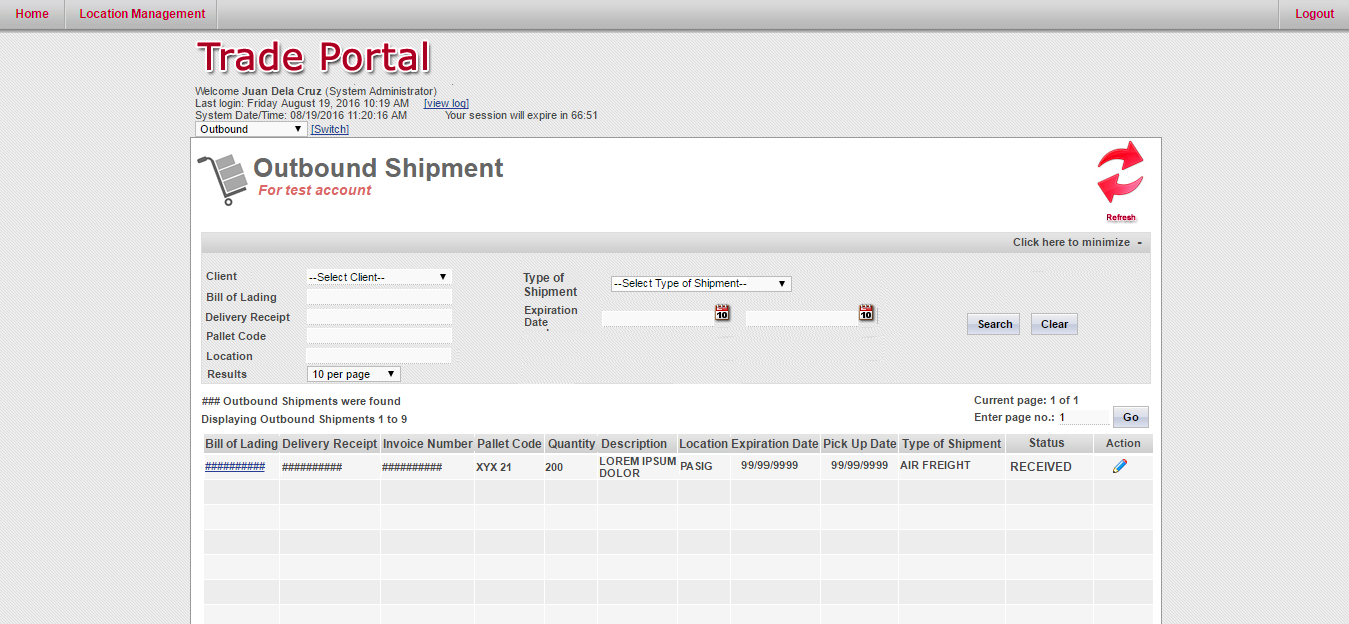 Home Location Management Logout
Trade Portal
Welcome Juan Dela Cruz (System Administrator)
Last login: Friday August 19, 2016 10:19 AM [view log]
System Date/Time: 08/19/2016 11:20:16 AM Your session will expire in 66:51
Outbound [Switch]
Outbound Shipment
For test account
Refresh
Click here to minimize -
Client --Select Client-- Type of Shipment --Select Type of Shipment--
Bill of Lading
Delivery Receipt Expiration Date 10 10
Pallet Code
Search Clear
Location
Results 10 per page
### Outbound Shipments were found Current page: 1 of 1
Displaying Outbound Shipments 1 to 9 Enter page no.: 1 Go
Bill of Lading Delivery Receipt Invoice Number Pallet Code Quantity Description Location Expiration Date Pick Up Date Type of Shipment Status Action
########## ########## ########## XYX 21 200 LOREM IPSUM DOLOR PASIG 99/99/9999 99/99/9999 AIR FREIGHT RECEIVED